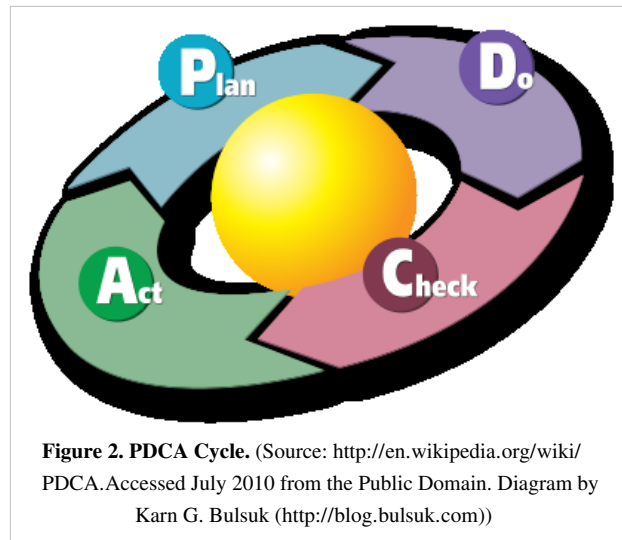 Plan
Do
Act
Check
Figure 2. PDCA Cycle. (Source: http://en.wikipedia.org/wiki/
PDCA.Accessed July 2010 from the Public Domain. Diagram by
Karn G. Bulsuk (http://blog.bulsuk.com))